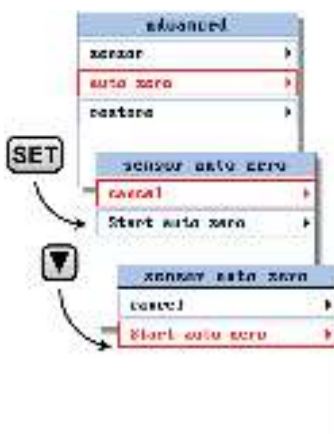 advanced
sensor
auto zero
restore
SET
sensor auto zero
cancel
Start auto zero
sensor auto zero
cancel
Start auto zero